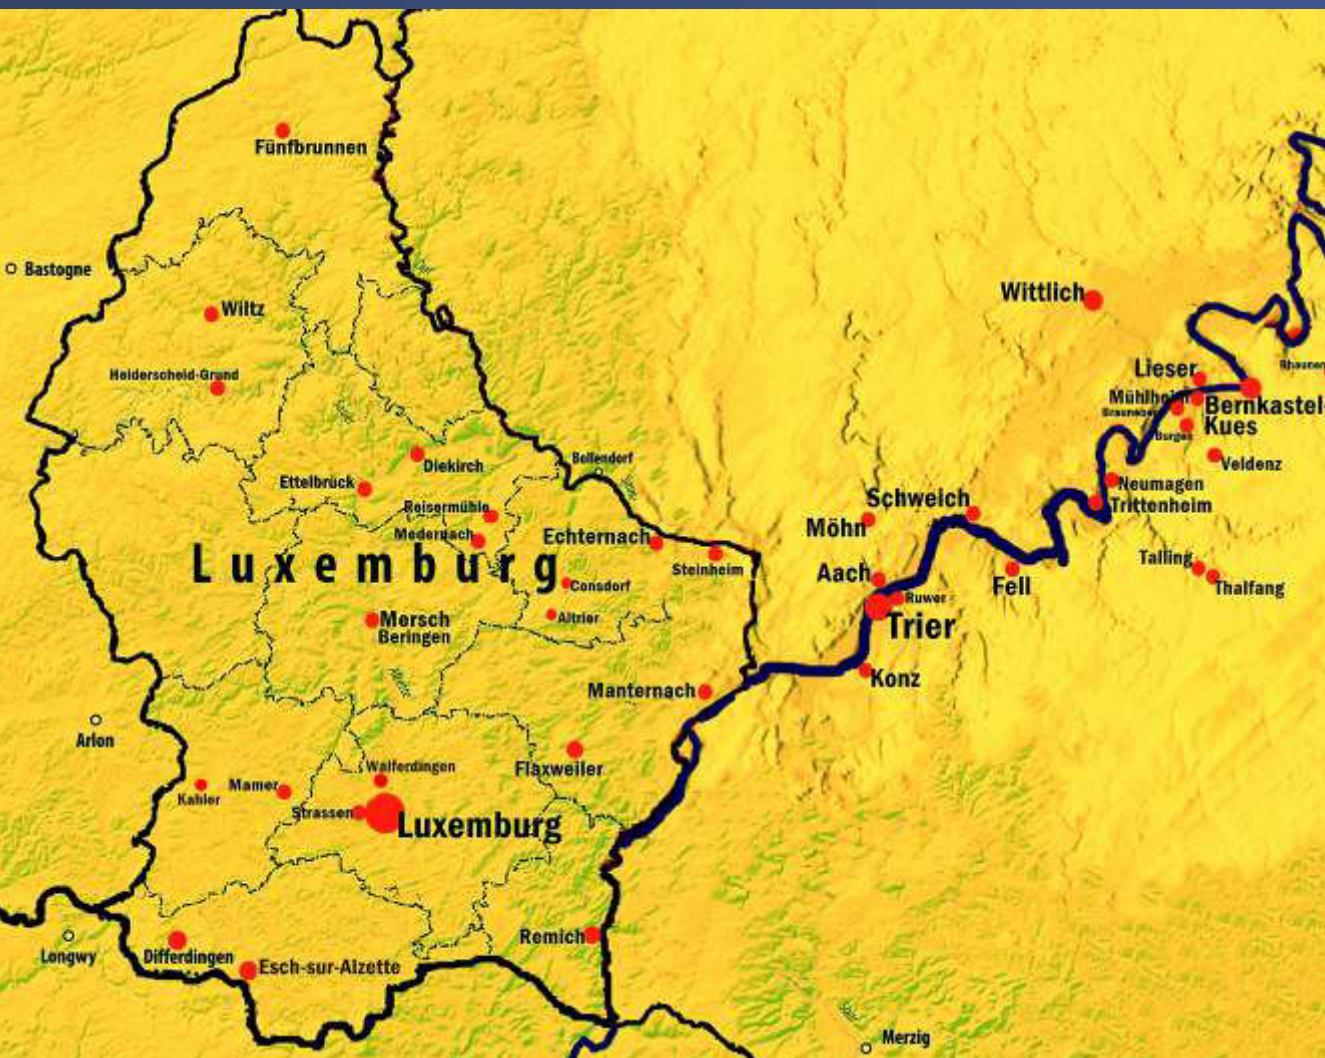 Fünfbrunnen
Our
Bastogne
Wiltz
Wittlich
Heiderscheid-Grund
Lieser
Mühlheim
Bernkastel-
Kues
Diekirch
Bollendorf
Veldenz
Ettelbrück
Neumagen
Reisermühle
Schweich
Trittenheim
Möhn
Medernach
Echternach
Luxemburg
Steinheim
Talling
Aach
Fell
Thalfang
Consdorf
Ruwer
Altrier
Mersch
Beringen
Trier
Konz
Manternach
Arlon
Walferdingen
Flaxweiler
Mamer
Kahler
Strassen
Luxemburg
Remich
Longwy
Differdingen
Esch-sur-Alzette
Saar
Merzig